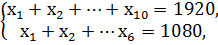 x₁ + x₂ + ⋯ + x₁₀ = 1920,
x₁ + x₂ + ⋯ x₆ = 1080,